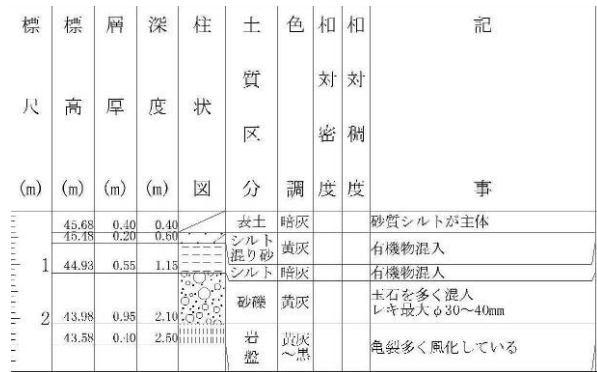 標尺(m) 標高(m) 層厚(m) 深度(m) 柱状図 土質区分 色調 相対密度 相対稠度 記事
45.68 0.40 0.40 表土 暗灰 砂質シルトが主体
45.48 0.20 0.60 シルト混り砂 黄灰 有機物混入
1 44.93 0.55 1.15 シルト 暗灰 有機物混入
砂礫 黄灰 玉石を多く混入
2 43.98 0.95 2.10 レキ最大φ30～40mm
43.58 0.40 2.50 岩盤 黄灰～黒 亀裂多く風化している